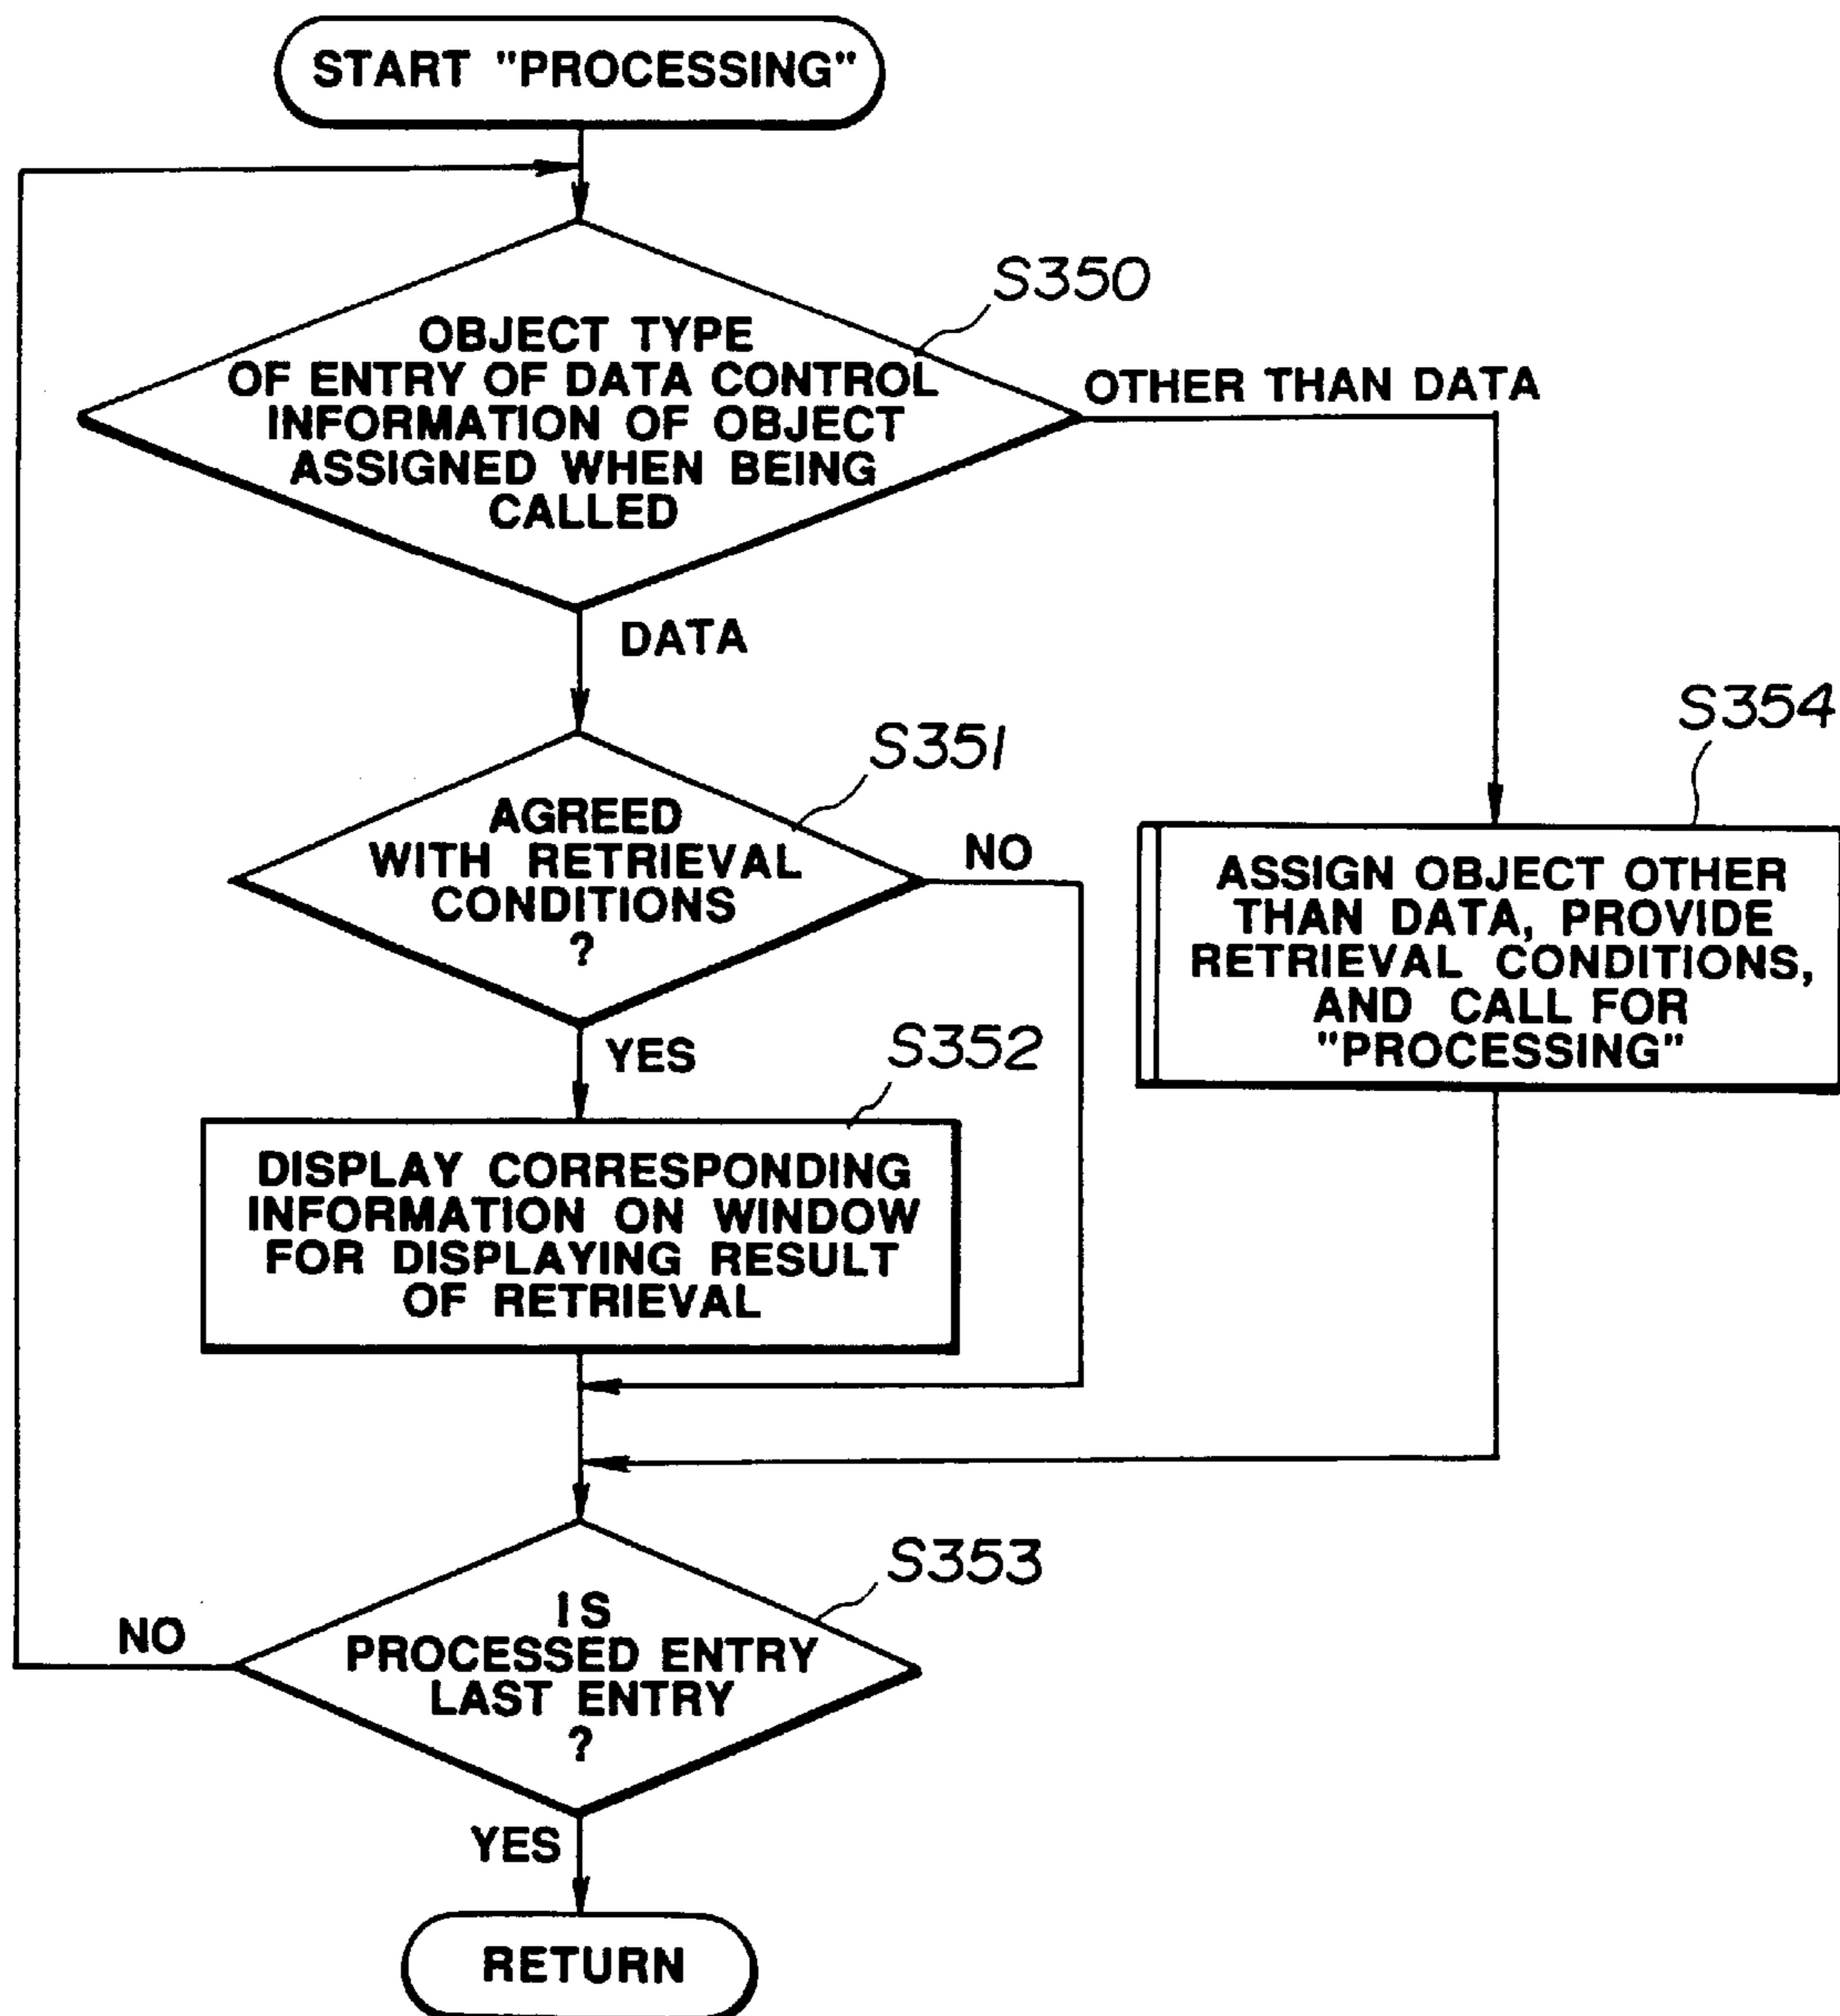 START "PROCESSING"
S350
OBJECT TYPE
OF ENTRY OF DATA CONTROL
INFORMATION OF OBJECT
ASSIGNED WHEN BEING
CALLED
OTHER THAN DATA
DATA
S351
AGREED
WITH RETRIEVAL
CONDITIONS
?
NO
S354
ASSIGN OBJECT OTHER
THAN DATA, PROVIDE
RETRIEVAL CONDITIONS,
AND CALL FOR
"PROCESSING"
YES
S352
DISPLAY CORRESPONDING
INFORMATION ON WINDOW
FOR DISPLAYING RESULT
OF RETRIEVAL
S353
IS
PROCESSED ENTRY
LAST ENTRY
?
NO
YES
RETURN